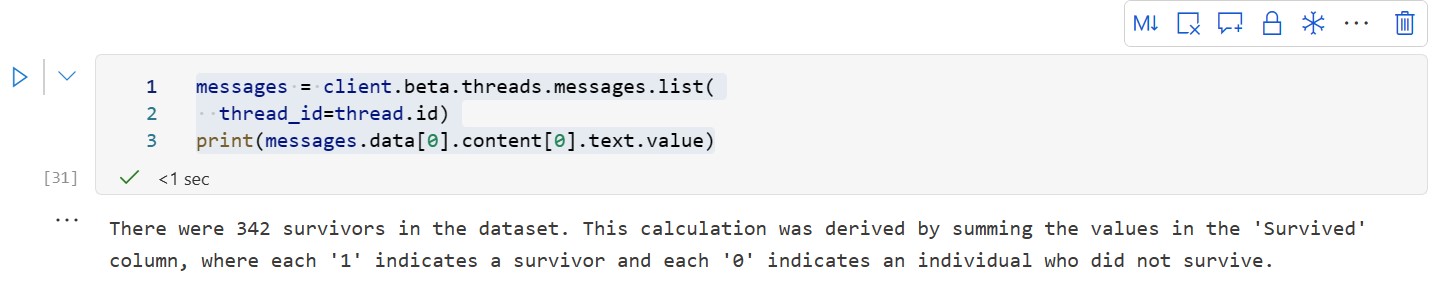 M↓
1 messages = client.beta.threads.messages.list(
2   thread_id=thread.id)
3 print(messages.data[0].content[0].text.value)
[31] <1 sec
There were 342 survivors in the dataset. This calculation was derived by summing the values in the 'Survived'
column, where each '1' indicates a survivor and each '0' indicates an individual who did not survive.